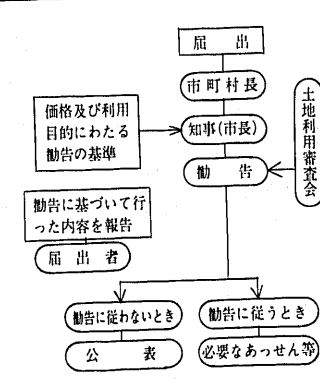 届出
市町村長
価格及び利用
目的にわたる
勧告の基準
知事(市長)
勧告
土地利用審査会
勧告に基づいて行
った内容を報告
届出者
勧告に従わないとき
勧告に従うとき
公表
必要なあっせん等